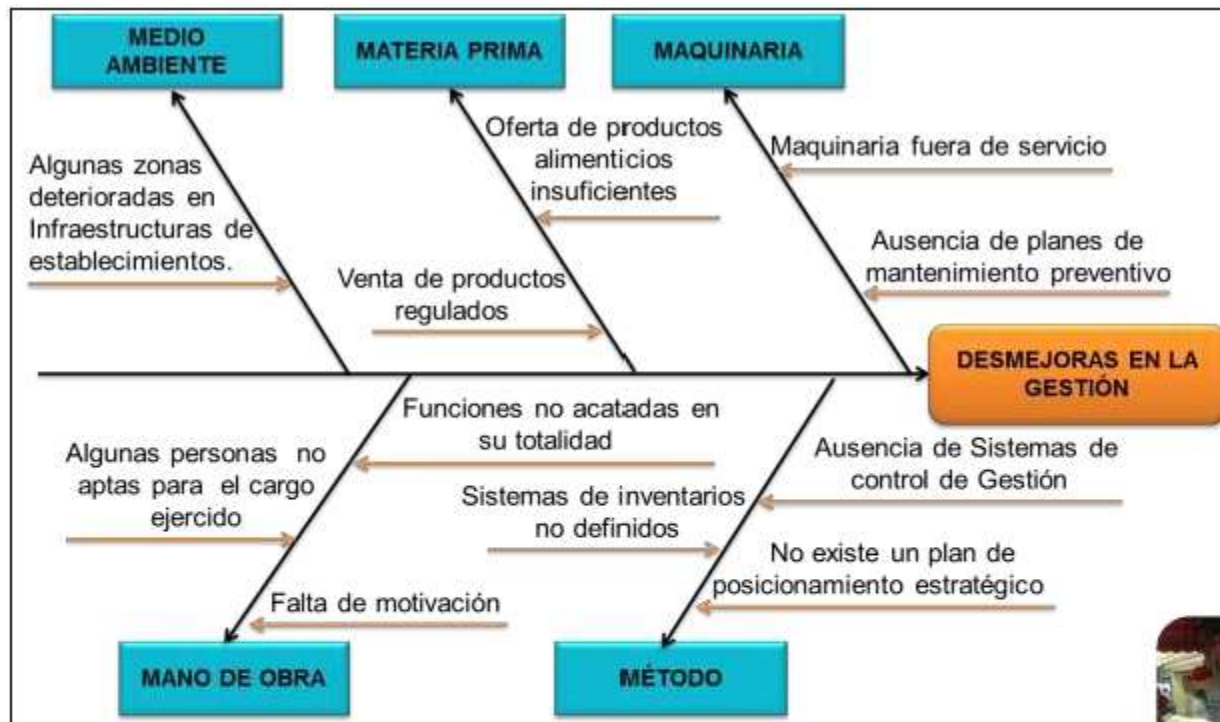 MEDIO
AMBIENTE
MATERIA PRIMA
MAQUINARIA
Algunas zonas
deterioradas en
Infraestructuras de
establecimientos.
Oferta de productos
alimenticios
insuficientes
Venta de productos
regulados
Maquinaria fuera de servicio
Ausencia de planes de
mantenimiento preventivo
DESMEJORAS EN LA
GESTIÓN
Funciones no acatadas en
su totalidad
Algunas personas no
aptas para el cargo
ejercido
Falta de motivación
Ausencia de Sistemas de
control de Gestión
Sistemas de inventarios
no definidos
No existe un plan de
posicionamiento estratégico
MANO DE OBRA
MÉTODO